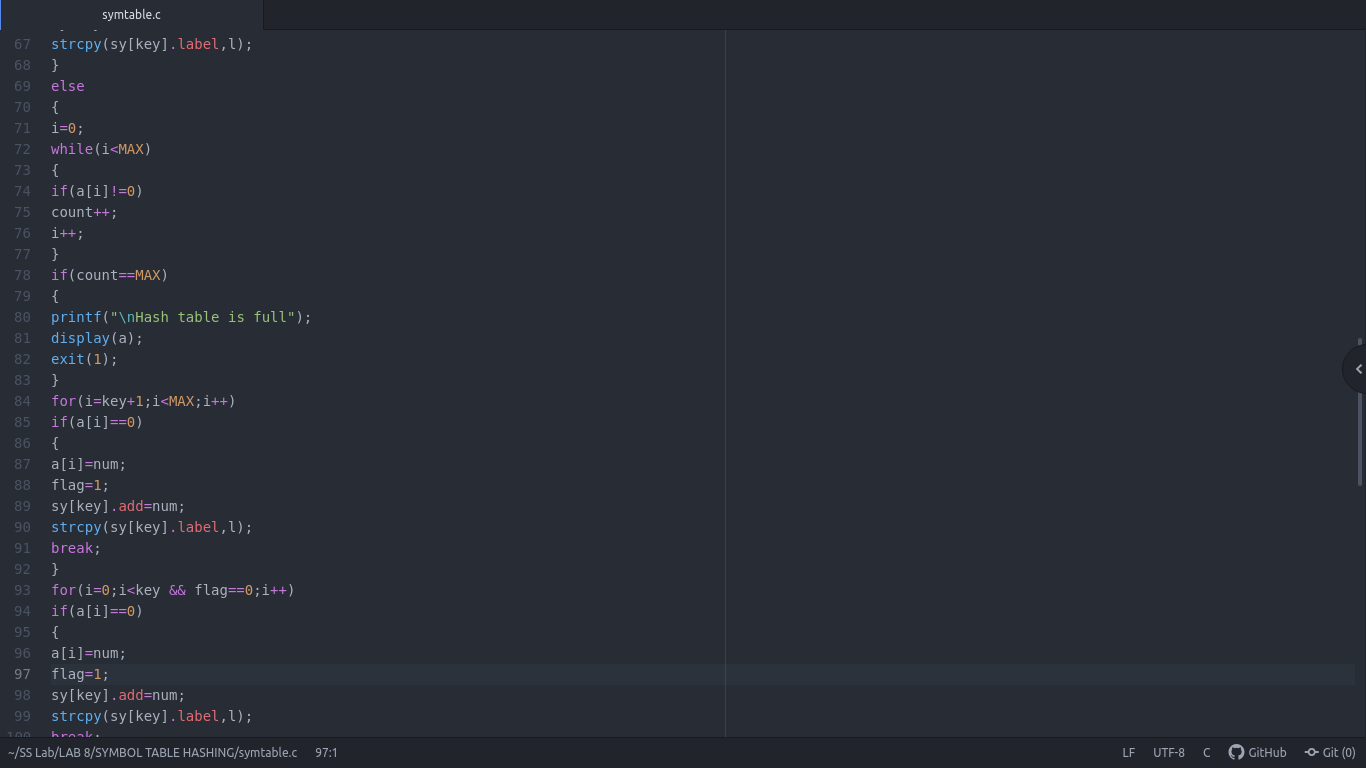 symtable.c
67 strcpy(sy[key].label,l);
68 }
69 else
70 {
71 i=0;
72 while(i<MAX)
73 {
74 if(a[i]!=0)
75 count++;
76 i++;
77 }
78 if(count==MAX)
79 {
80 printf("\nHash table is full");
81 display(a);
82 exit(1);
83 }
84 for(i=key+1;i<MAX;i++)
85 if(a[i]==0)
86 {
87 a[i]=num;
88 flag=1;
89 sy[key].add=num;
90 strcpy(sy[key].label,l);
91 break;
92 }
93 for(i=0;i<key && flag==0;i++)
94 if(a[i]==0)
95 {
96 a[i]=num;
97 flag=1;
98 sy[key].add=num;
99 strcpy(sy[key].label,l);
100 break;
~/SS Lab/LAB 8/SYMBOL TABLE HASHING/symtable.c 97:1 LF UTF-8 C GitHub Git (0)